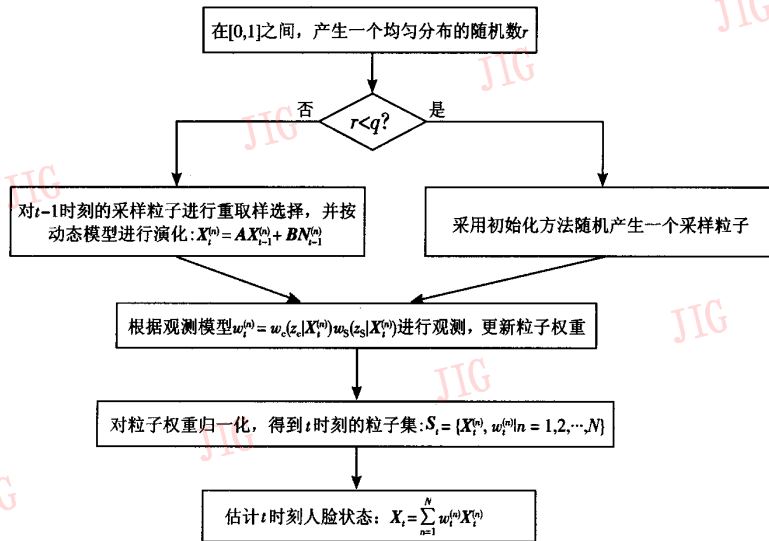 JIG
在[0,1]之间，产生一个均匀分布的随机数r
JIG
否
r<q?
是
JIG
JIG
对t-1时刻的采样粒子进行重取样选择，并按
动态模型进行演化:X_t^(n)=AX_{t-1}^(n)+BN_{t-1}^(n)
采用初始化方法随机产生一个采样粒子
根据观测模型w_t^(n)=w_c(z_c|X_t^(n))w_S(z_S|X_t^(n))进行观测，更新粒子权重
JIG
JIG
对粒子权重归一化，得到t时刻的粒子集:S_t={X_t^(n), w_t^(n)|n=1,2,…,N}
JIG
JIG
估计t时刻人脸状态：X_t=∑_{n=1}^{N}w_t^(n)X_t^(n)